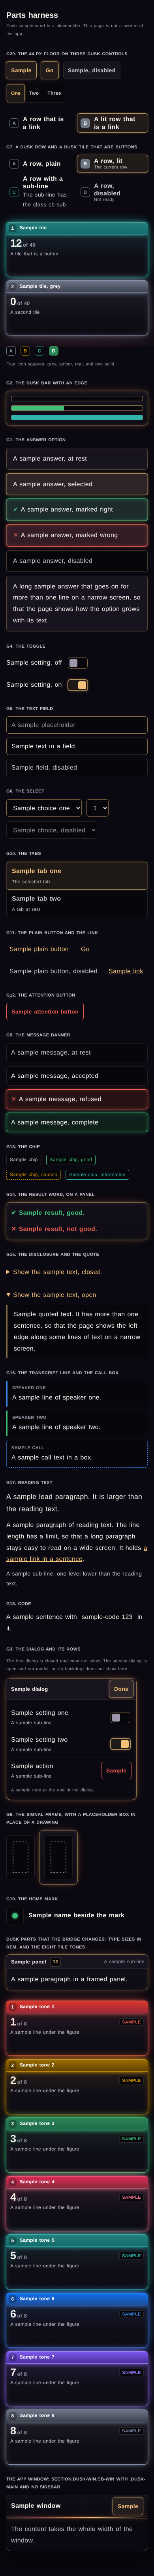 Parts harness
Each sample word is a placeholder. This page is not a screen of
the app.
G20. THE 44 PX FLOOR ON THREE DUSK CONTROLS
Sample Go Sample, disabled
One Two Three
A A row that is
a link
B A lit row that
is a link
G7. A DUSK ROW AND A DUSK TILE THAT ARE BUTTONS
A A row, plain
B A row, lit
The current row
C A row with a
sub-line
The sub-line has
the class cb-sub
D A row,
disabled
Not ready
1 Sample tile
12 of 40
A tile that is a button
2 Sample tile, grey
0 of 40
A second tile
A B C D
Four icon squares: grey, amber, teal, and one solid.
G2. THE DUSK BAR WITH AN EDGE
G1. THE ANSWER OPTION
A sample answer, at rest
A sample answer, selected
✓ A sample answer, marked right
✕ A sample answer, marked wrong
A sample answer, disabled
A long sample answer that goes on for
more than one line on a narrow screen, so
that the page shows how the option grows
with its text
G4. THE TOGGLE
Sample setting, off
Sample setting, on
G5. THE TEXT FIELD
A sample placeholder
Sample text in a field
Sample field, disabled
G6. THE SELECT
Sample choice one 1
Sample choice, disabled
G10. THE TABS
Sample tab one
The selected tab
Sample tab two
A tab at rest
G11. THE PLAIN BUTTON AND THE LINK
Sample plain button Go
Sample plain button, disabled Sample link
G12. THE ATTENTION BUTTON
Sample attention button
G9. THE MESSAGE BANNER
A sample message, at rest
A sample message, accepted
✕ A sample message, refused
A sample message, complete
G13. THE CHIP
Sample chip Sample chip, good
Sample chip, caution Sample chip, information
G14. THE RESULT WORD, ON A PANEL
✓ Sample result, good.
✕ Sample result, not good.
G15. THE DISCLOSURE AND THE QUOTE
▶ Show the sample text, closed
▼ Show the sample text, open
Sample quoted text. It has more than one
sentence, so that the page shows the left
edge along some lines of text on a narrow
screen.
G16. THE TRANSCRIPT LINE AND THE CALL BOX
SPEAKER ONE
A sample line of speaker one.
SPEAKER TWO
A sample line of speaker two.
SAMPLE CALL
A sample call text in a box.
G17. READING TEXT
A sample lead paragraph. It is larger than
the reading text.
A sample paragraph of reading text. The line
length has a limit, so that a long paragraph
stays easy to read on a wide screen. It holds a
sample link in a sentence.
A sample sub-line, one level lower than the reading
text.
G18. CODE
A sample sentence with sample-code 123 in
it.
G3. THE DIALOG AND ITS ROWS
The first dialog is closed and must not show. The second dialog is
open and not modal, so its backdrop does not show here.
Sample dialog Done
Sample setting one
A sample sub-line
Sample setting two
A sample sub-line
Sample action
A sample sub-line
Sample
A sample note at the end of the dialog.
G8. THE SIGNAL FRAME, WITH A PLACEHOLDER BOX IN
PLACE OF A DRAWING
G19. THE HOME MARK
Sample name beside the mark
DUSK PARTS THAT THE BRIDGE CHANGES: TYPE SIZES IN
REM, AND THE EIGHT TILE TONES
Sample panel 12 A sample sub-line
A sample paragraph in a framed panel.
1 Sample tone 1
1 of 8 SAMPLE
A sample line under the figure
2 Sample tone 2
2 of 8 SAMPLE
A sample line under the figure
3 Sample tone 3
3 of 8 SAMPLE
A sample line under the figure
4 Sample tone 4
4 of 8 SAMPLE
A sample line under the figure
5 Sample tone 5
5 of 8 SAMPLE
A sample line under the figure
6 Sample tone 6
6 of 8 SAMPLE
A sample line under the figure
7 Sample tone 7
7 of 8 SAMPLE
A sample line under the figure
8 Sample tone 8
8 of 8 SAMPLE
A sample line under the figure
THE APP WINDOW: SECTION.DUSK-WIN.CB-WIN WITH .DUSK-
MAIN AND NO SIDEBAR
Sample window Sample
The content takes the whole width of the
window.